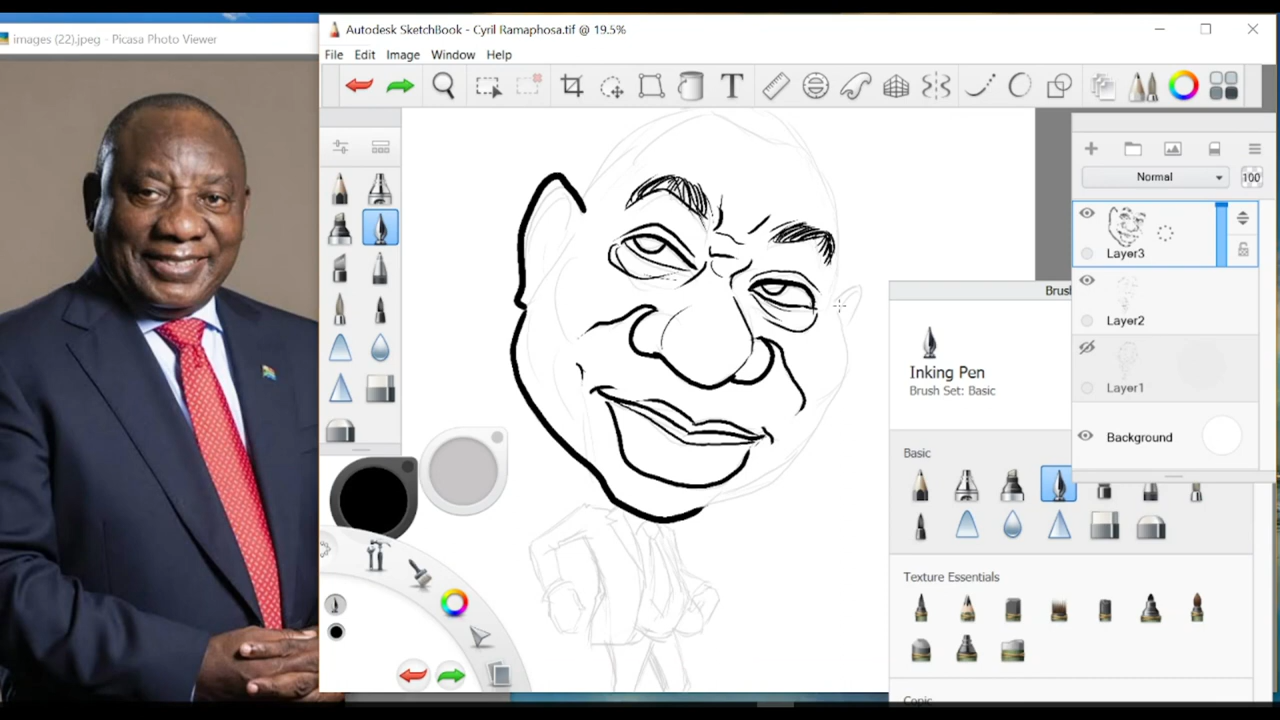 images (22).jpeg - Picasa Photo Viewer
Autodesk SketchBook - Cyril Ramaphosa.tif @ 19.5%
File Edit Image Window Help
T
Normal
100
Layer3
Layer2
Layer1
Background
Inking Pen
Brush Set: Basic
Basic
Texture Essentials